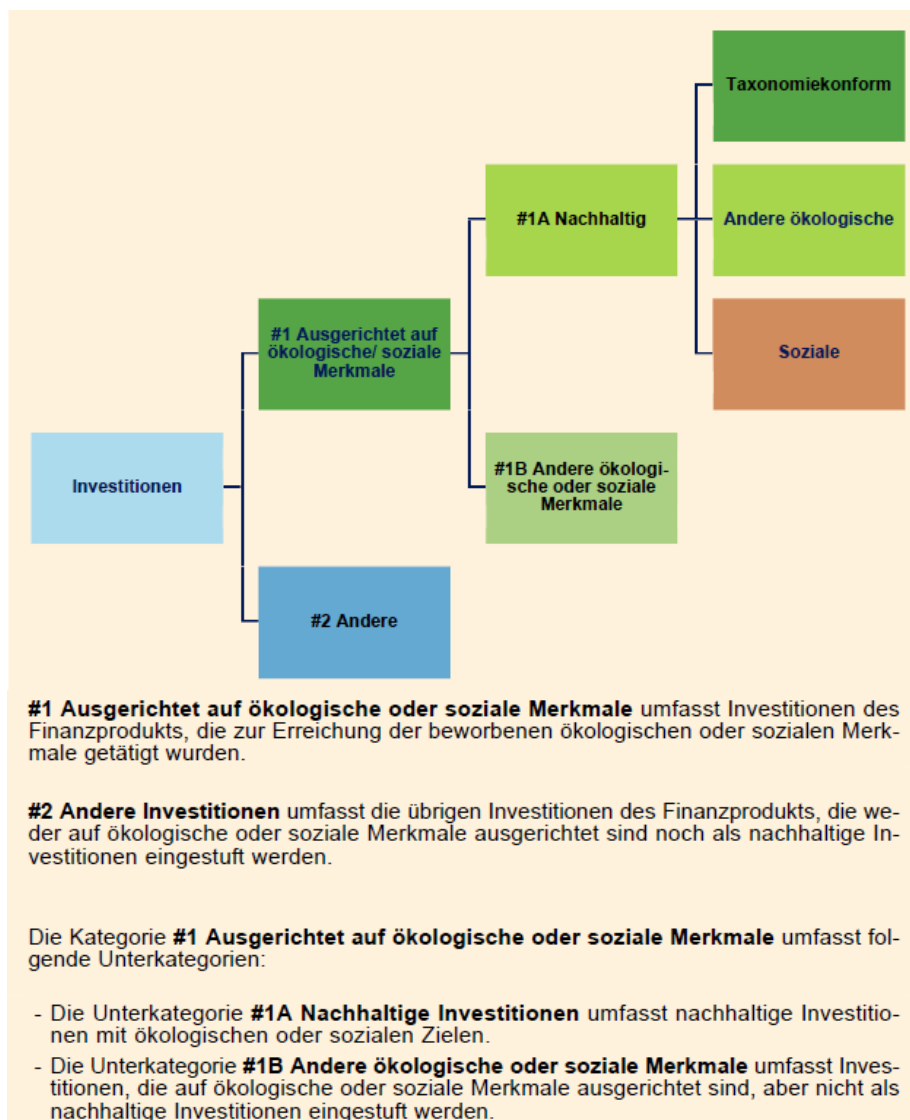 Taxonomiekonform
#1A Nachhaltig
Andere ökologische
#1 Ausgerichtet auf
ökologische/ soziale
Merkmale
Soziale
Investitionen
#1B Andere ökologi-
sche oder soziale
Merkmale
#2 Andere
#1 Ausgerichtet auf ökologische oder soziale Merkmale umfasst Investitionen des
Finanzprodukts, die zur Erreichung der beworbenen ökologischen oder sozialen Merk-
male getätigt wurden.
#2 Andere Investitionen umfasst die übrigen Investitionen des Finanzprodukts, die we-
der auf ökologische oder soziale Merkmale ausgerichtet sind noch als nachhaltige In-
vestitionen eingestuft werden.
Die Kategorie #1 Ausgerichtet auf ökologische oder soziale Merkmale umfasst fol-
gende Unterkategorien:
- Die Unterkategorie #1A Nachhaltige Investitionen umfasst nachhaltige Investitio-
nen mit ökologischen oder sozialen Zielen.
- Die Unterkategorie #1B Andere ökologische oder soziale Merkmale umfasst Inves-
titionen, die auf ökologische oder soziale Merkmale ausgerichtet sind, aber nicht als
nachhaltige Investitionen eingestuft werden.